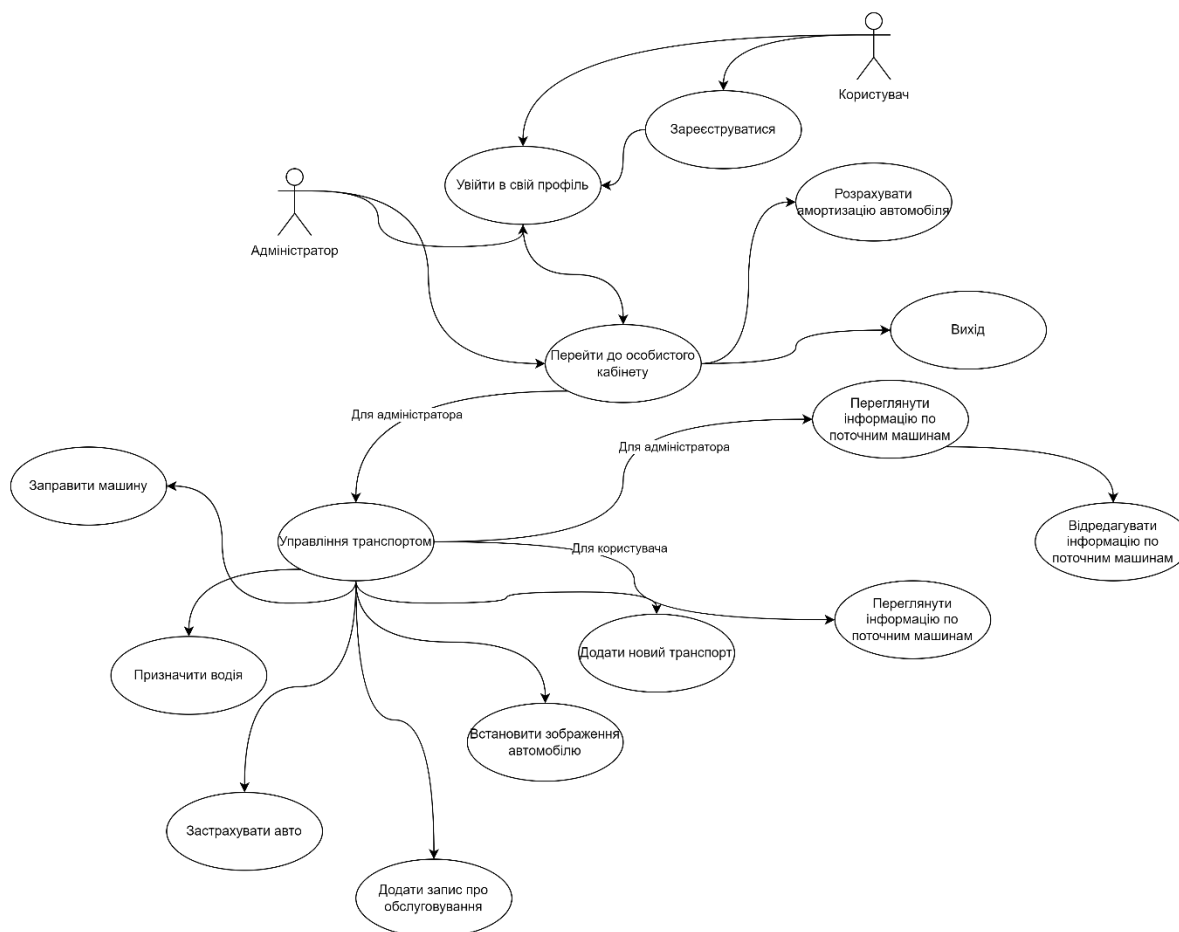 Користувач
Зареєструватися
Увійти в свій профіль
Розрахувати
амортизацію автомобіля
Адміністратор
Вихід
Перейти до особистого
кабінету
Для адміністратора
Переглянути
інформацію по
поточним машинам
Для адміністратора
Заправити машину
Відредагувати
інформацію по
поточним машинам
Управління транспортом
Для користувача
Переглянути
інформацію по
поточним машинам
Додати новий транспорт
Призначити водія
Встановити зображення
автомобілю
Застрахувати авто
Додати запис про
обслуговування